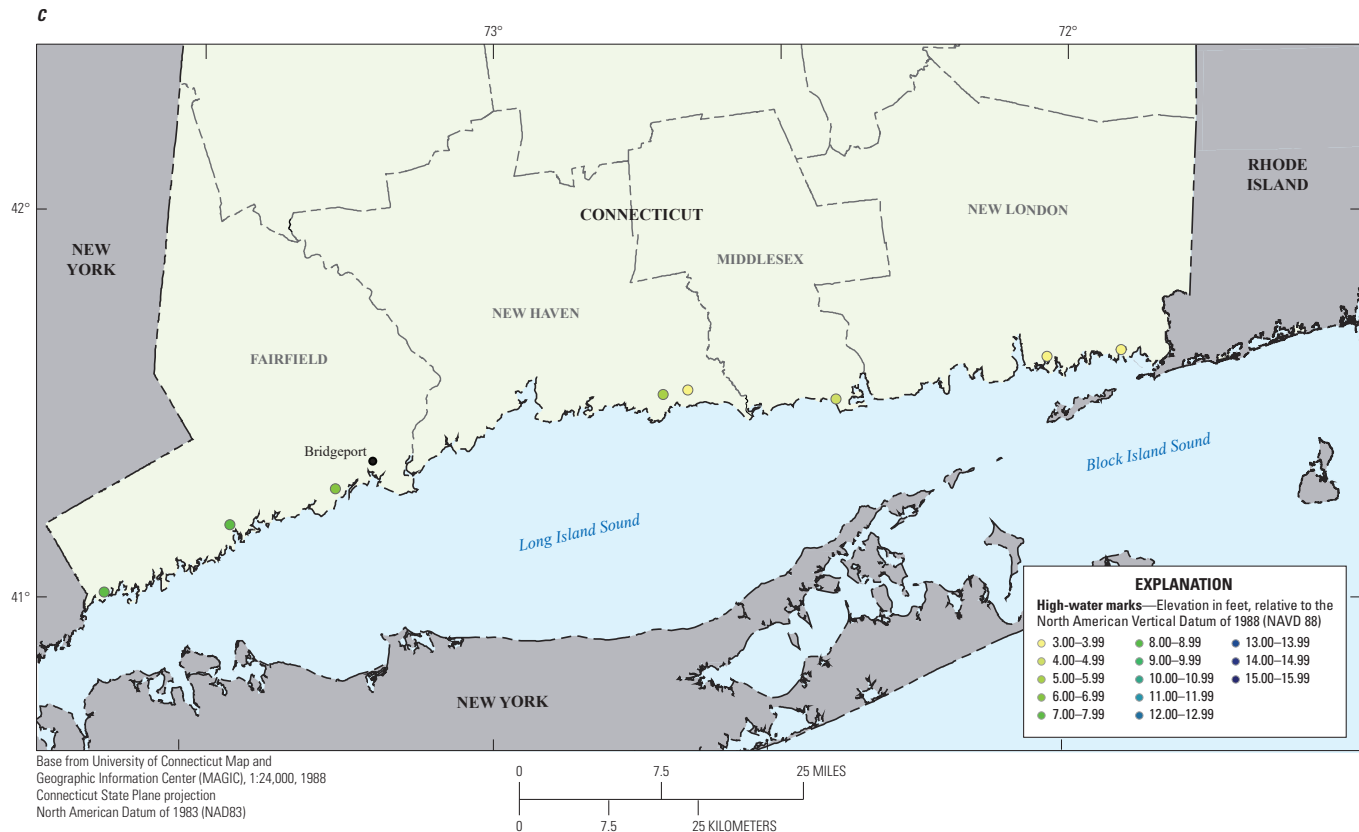 C
73°
72°
42°
41°
NEW
YORK
CONNECTICUT
RHODE
ISLAND
NEW LONDON
MIDDLESEX
NEW HAVEN
FAIRFIELD
Bridgeport
Long Island Sound
Block Island Sound
NEW YORK
EXPLANATION
High-water marks—Elevation in feet, relative to the
North American Vertical Datum of 1988 (NAVD 88)
3.00–3.99
4.00–4.99
5.00–5.99
6.00–6.99
7.00–7.99
8.00–8.99
9.00–9.99
10.00–10.99
11.00–11.99
12.00–12.99
13.00–13.99
14.00–14.99
15.00–15.99
Base from University of Connecticut Map and
Geographic Information Center (MAGIC), 1:24,000, 1988
Connecticut State Plane projection
North American Datum of 1983 (NAD83)
0 7.5 25 MILES
0 7.5 25 KILOMETERS